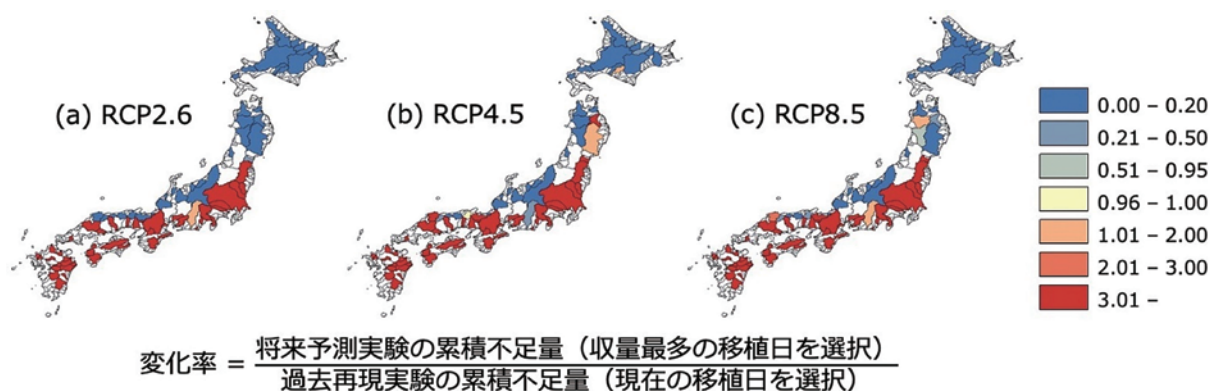 (a) RCP2.6
(b) RCP4.5
(c) RCP8.5
0.00 – 0.20
0.21 – 0.50
0.51 – 0.95
0.96 – 1.00
1.01 – 2.00
2.01 – 3.00
3.01 –
変化率 = 将来予測実験の累積不足量（収量最多の移植日を選択）
過去再現実験の累積不足量（現在の移植日を選択）